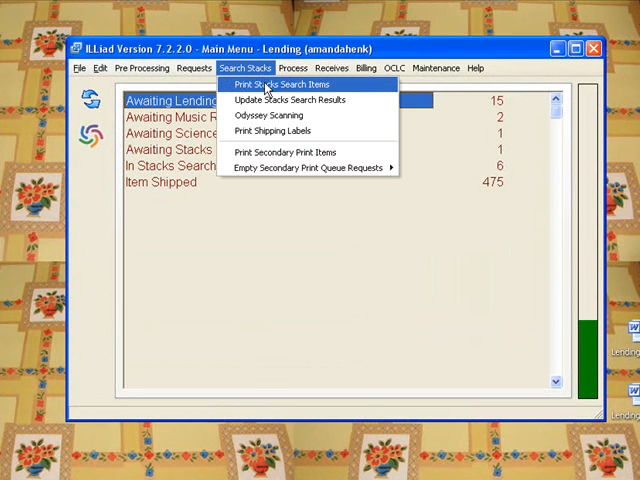 ILLiad Version 7.2.2.0 - Main Menu - Lending (amandahenk)
File Edit Pre Processing Requests Search Stacks Process Receives Billing OCLC Maintenance Help
Print Stacks Search Items
Update Stacks Search Results
Odyssey Scanning
Print Shipping Labels
Print Secondary Print Items
Empty Secondary Print Queue Requests
Awaiting Lending 15
Awaiting Music R 2
Awaiting Science 2
Awaiting Stacks 1
In Stacks Search 6
Item Shipped 475
Lending
Lending